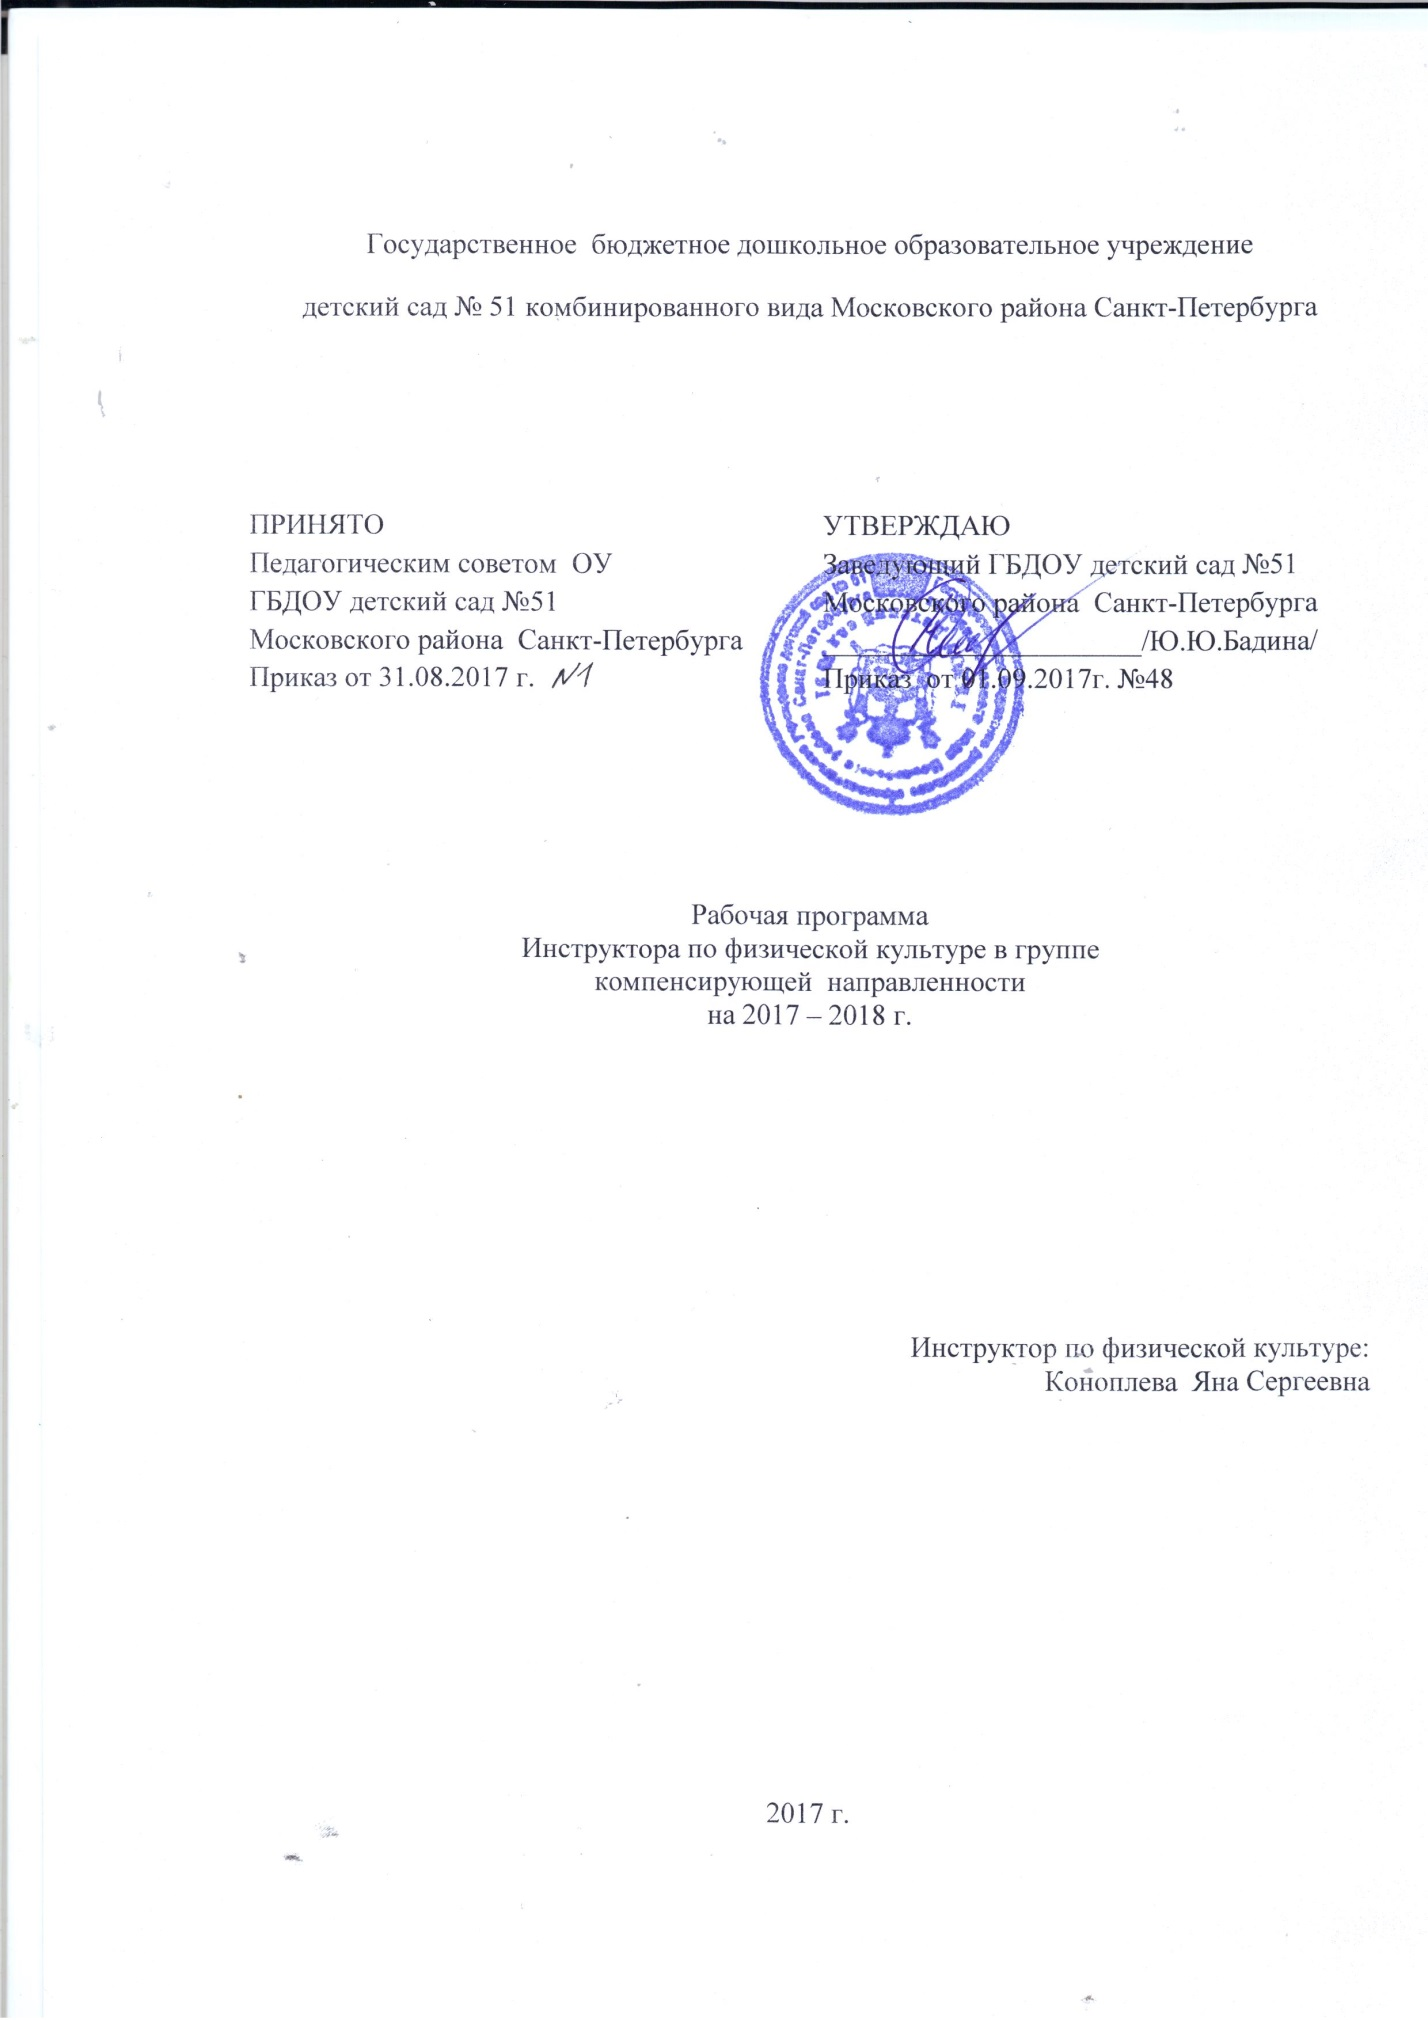 Государственное бюджетное дошкольное образовательное учреждение
детский сад № 51 комбинированного вида Московского района Санкт-Петербурга
ПРИНЯТО
Педагогическим советом ОУ
ГБДОУ детский сад №51
Московского района Санкт-Петербурга
Приказ от 31.08.2017 г. №1
УТВЕРЖДАЮ
Заведующий ГБДОУ детский сад №51
Московского района Санкт-Петербурга
/Ю.Ю.Бадина/
Приказ от 01.09.2017г. №48
Рабочая программа
Инструктора по физической культуре в группе
компенсирующей направленности
на 2017 – 2018 г.
Инструктор по физической культуре:
Коноплева Яна Сергеевна
2017 г.